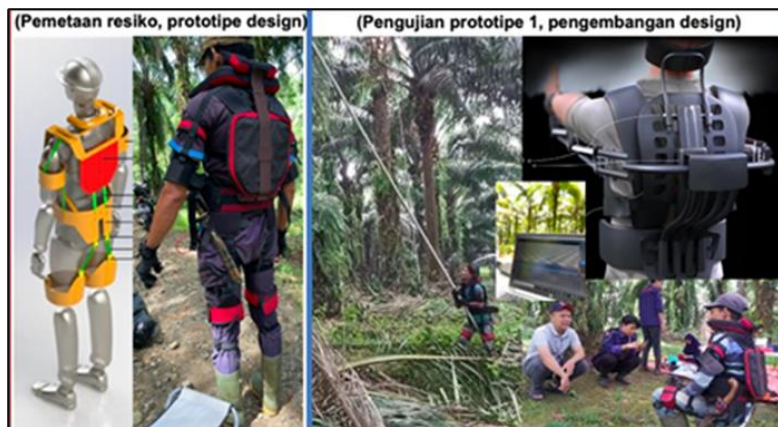 (Pemetaan resiko, prototipe design)
(Pengujian prototipe 1, pengembangan design)